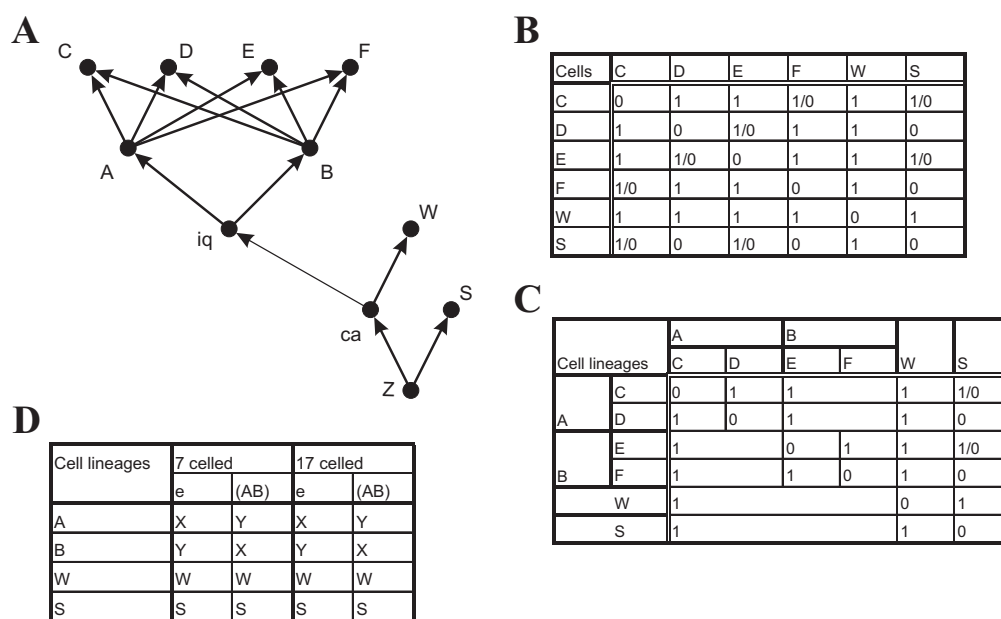 A
C D E F
A B
iq
W
S
ca
Z
B
Cells C D E F W S
C 0 1 1 1/0 1 1/0
D 1 0 1/0 1 1 0
E 1 1/0 0 1 1 1/0
F 1/0 1 1 0 1 0
W 1 1 1 1 0 1
S 1/0 0 1/0 0 1 0
C
A B
Cell lineages C D E F W S
C 0 1 1 1 1/0
A D 1 0 1 1 0
E 1 0 1 1 1/0
B F 1 1 0 1 0
W 1 0 1
S 1 1 0
D
Cell lineages 7 celled 17 celled
e (AB) e (AB)
A X Y X Y
B Y X Y X
W W W W W
S S S S S